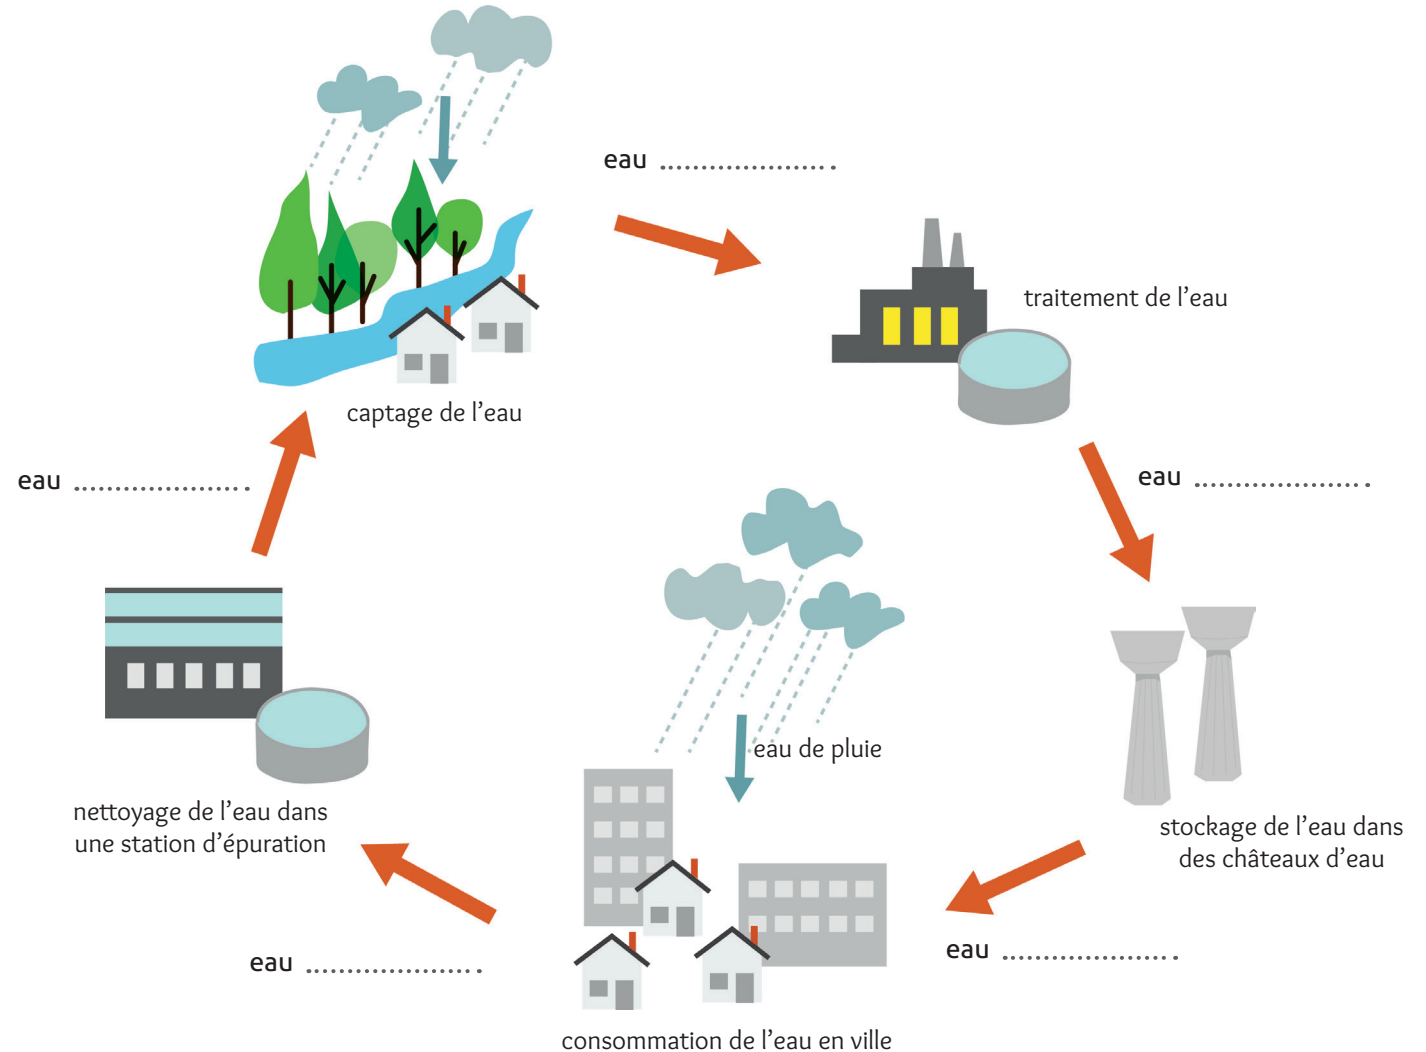 eau ........................
traitement de l’eau
captage de l’eau
eau ........................
eau ........................
eau de pluie
nettoyage de l’eau dans
une station d’épuration
stockage de l’eau dans
des châteaux d’eau
eau ........................
eau ........................
consommation de l’eau en ville